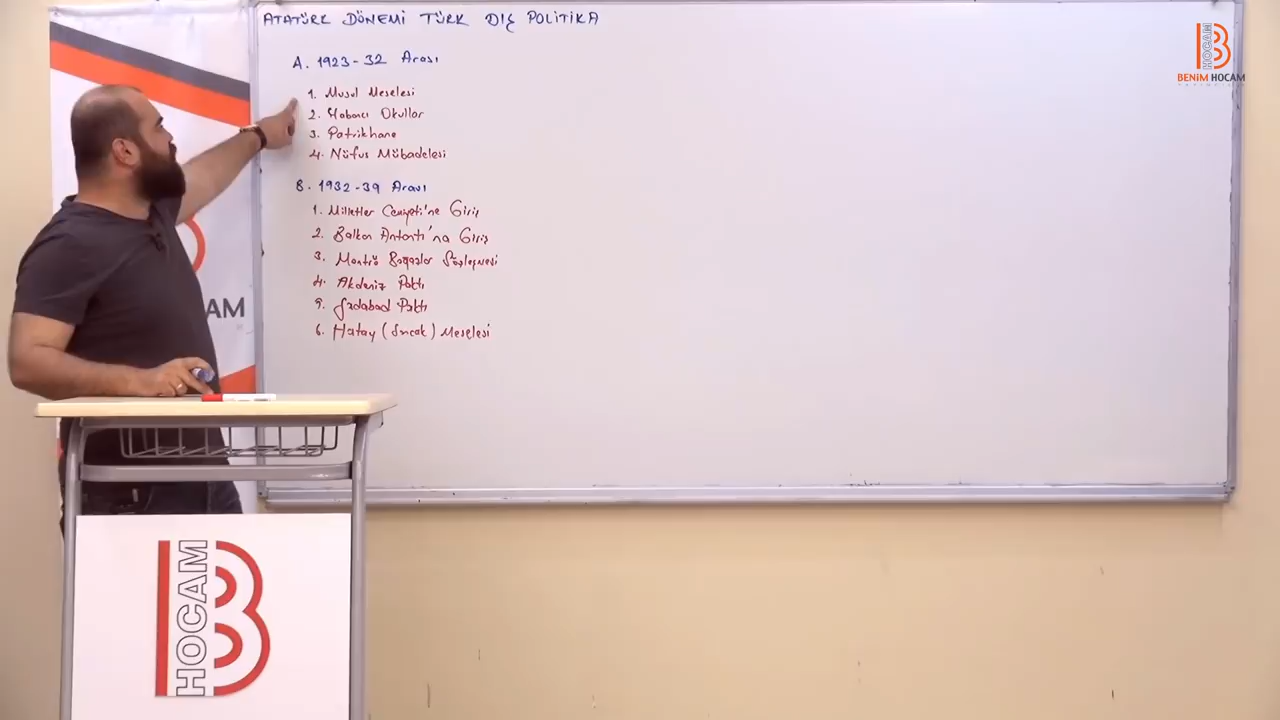 ATATÜRK DÖNEMİ TÜRK DIŞ POLİTİKA
A. 1923-32 Arası
1. Musul Meselesi
2. Yabancı Okullar
3. Patrikhane
4. Nüfus Mübadelesi
B. 1932-39 Arası
1. Milletler Cemiyeti'ne Giriş
2. Balkan Antantı'na Giriş
3. Montrö Boğazlar Sözleşmesi
4. Akdeniz Paktı
5. Sadabad Paktı
6. Hatay (Sancak) Meselesi
B HOCAM
BENİM HOCAM
AM
B HOCAM